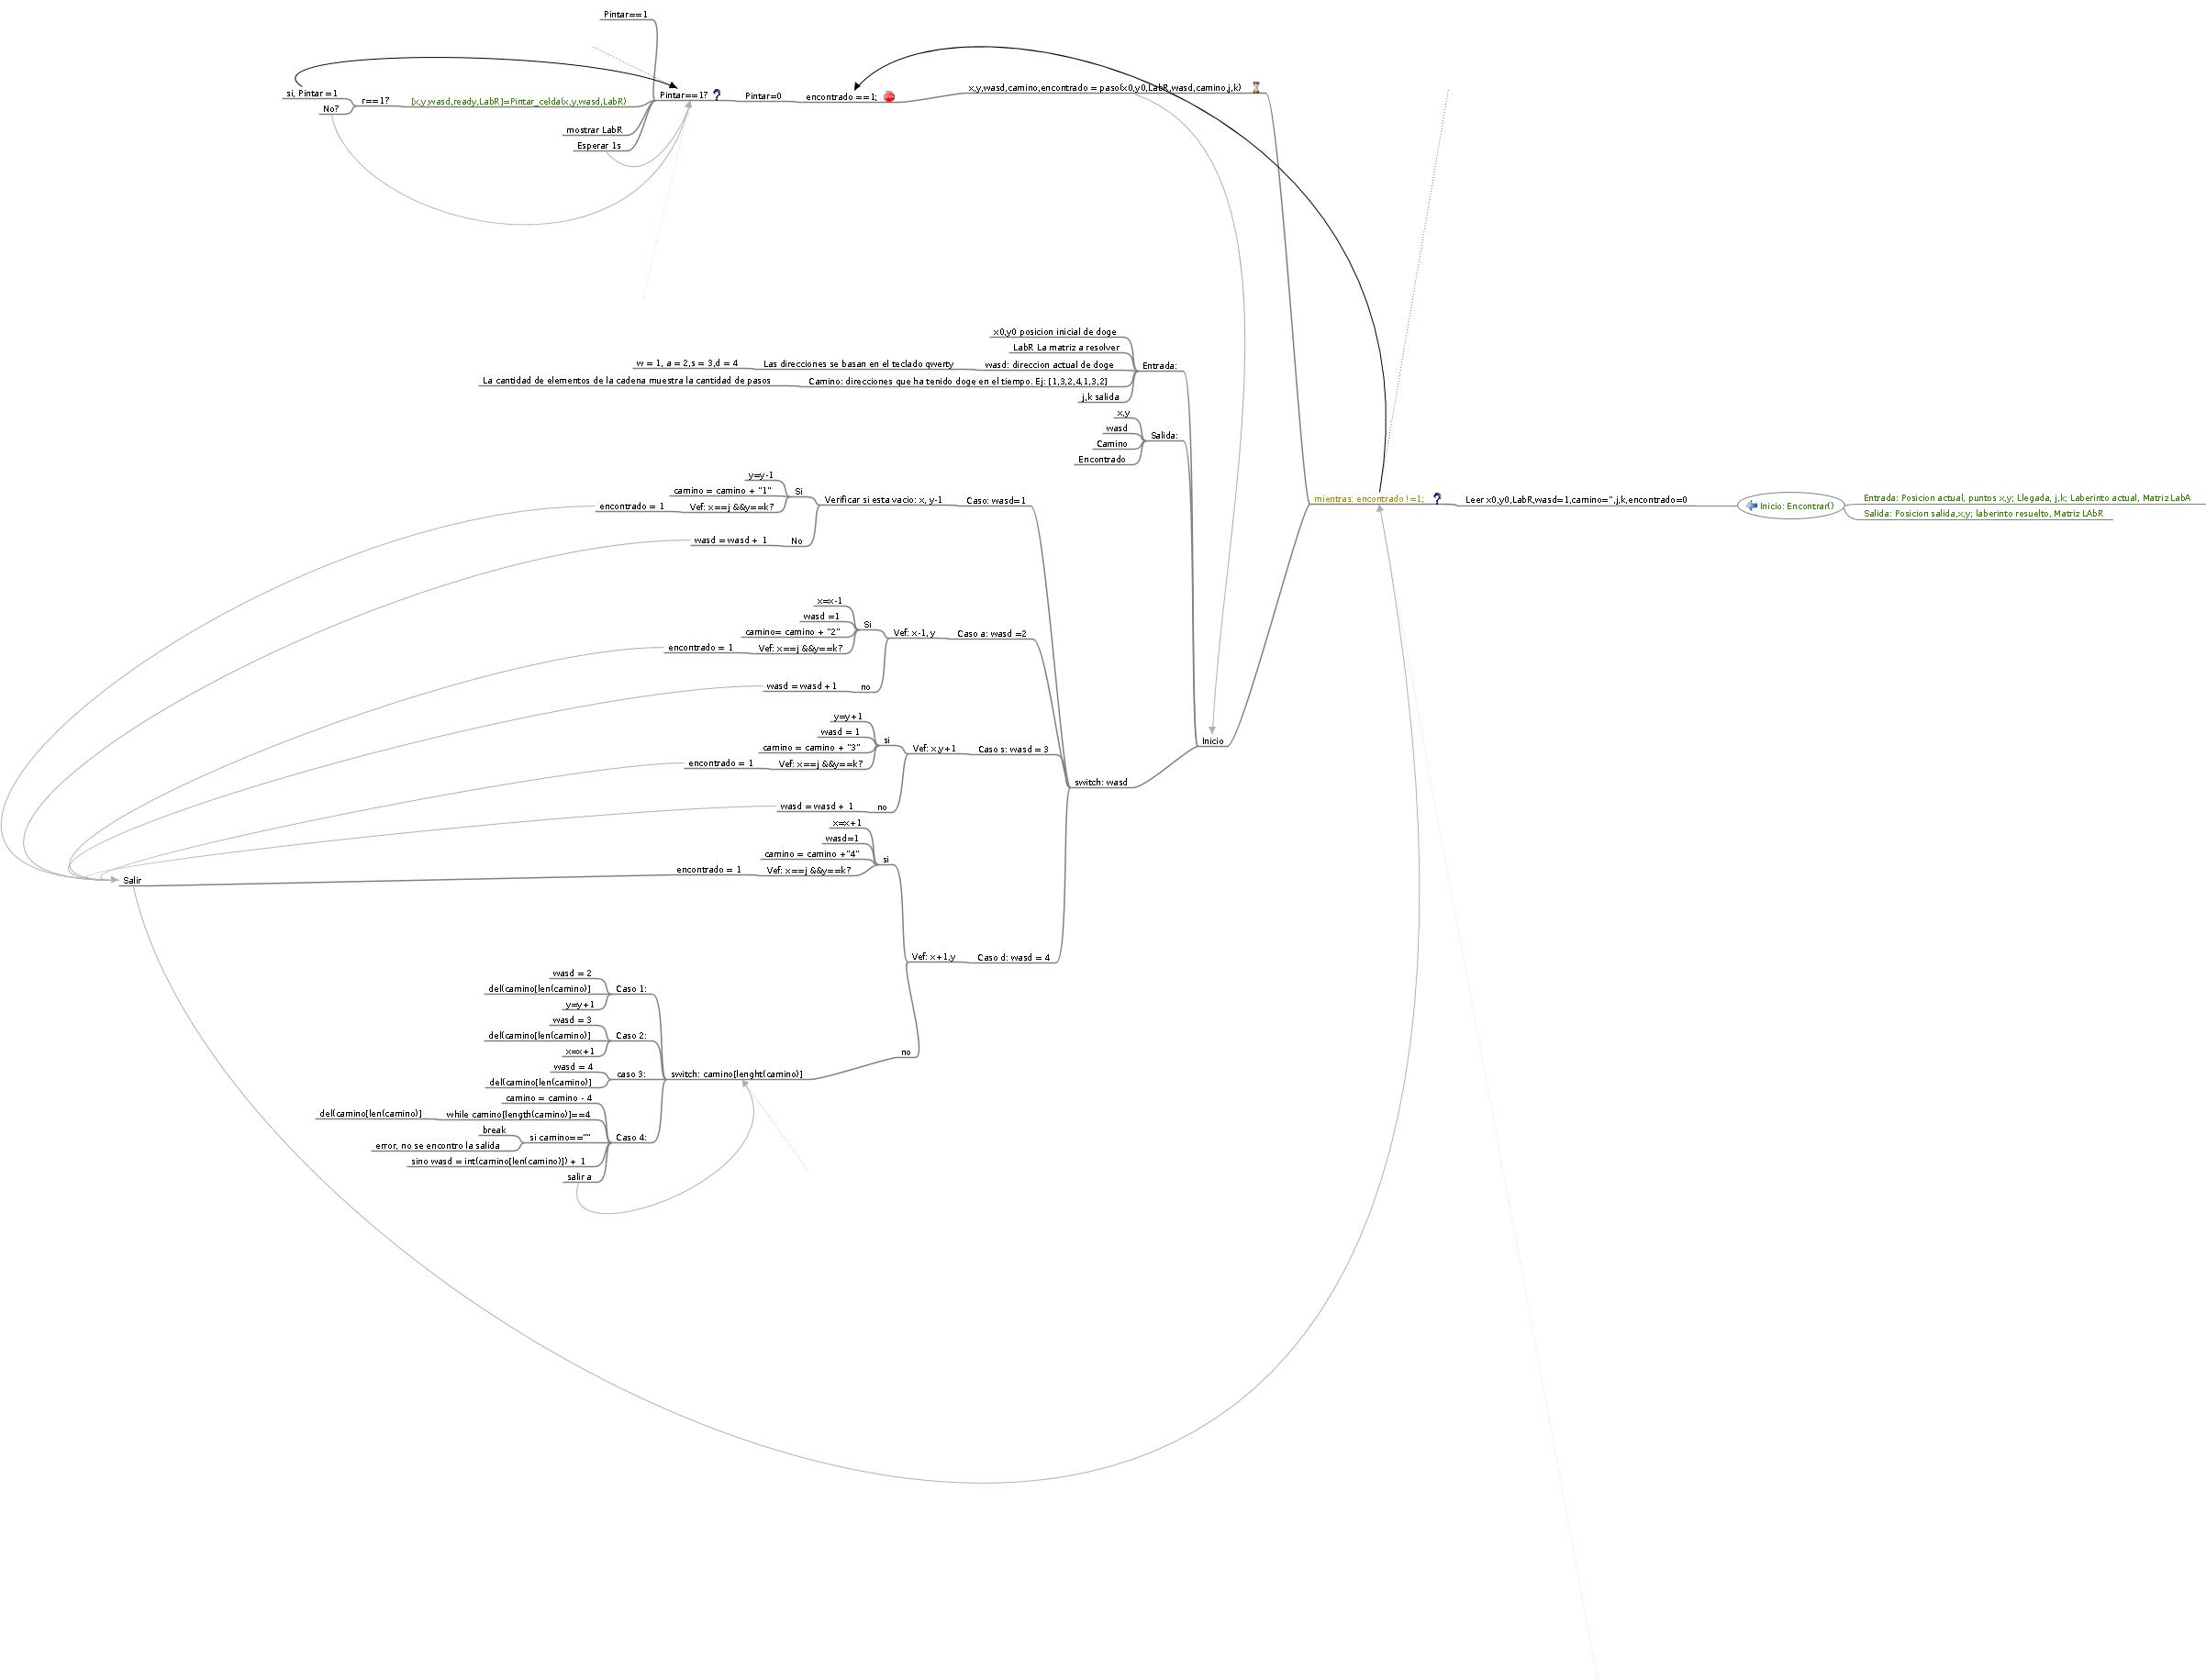 Pintar==1
si, Pintar =1
No?
r==1?
[x,y,wasd,ready,LabR]=Pintar_celda(x,y,wasd,LabR)
mostrar LabR
Esperar 1s
Pintar==1?
Pintar=0
encontrado ==1;
x,y,wasd,camino,encontrado = paso(x0,y0,LabR,wasd,camino,j,k)
x0,y0 posicion inicial de doge
LabR La matriz a resolver
w = 1, a = 2,s = 3,d = 4
Las direcciones se basan en el teclado qwerty
wasd: direccion actual de doge
La cantidad de elementos de la cadena muestra la cantidad de pasos
Camino: direcciones que ha tenido doge en el tiempo. Ej: [1,3,2,4,1,3,2]
j,k salida
Entrada:
x,y
wasd
Camino
Encontrado
Salida:
y=y-1
camino = camino + "1"
encontrado = 1
Vef: x==j &&y==k?
Si
wasd = wasd + 1
No
Verificar si esta vacio: x, y-1
Caso: wasd=1
mientras: encontrado !=1;
Leer x0,y0,LabR,wasd=1,camino=",j,k,encontrado=0
Inicio: Encontrar()
Entrada: Posicion actual, puntos x,y; Llegada, j,k; Laberinto actual, Matriz LabA
Salida: Posicion salida,x,y; laberinto resuelto, Matriz LAbR
x=x-1
wasd =1
camino= camino + "2"
encontrado = 1
Vef: x==j &&y==k?
Si
wasd = wasd + 1
no
Vef: x-1, y
Caso a: wasd =2
y=y+1
wasd = 1
camino = camino + "3"
encontrado = 1
Vef: x==j &&y==k?
si
wasd = wasd + 1
no
Vef: x,y+1
Caso s: wasd = 3
Inicio
switch: wasd
x=x+1
wasd=1
camino = camino +"4"
encontrado = 1
Vef: x==j &&y==k?
si
Salir
Vef: x+1,y
Caso d: wasd = 4
wasd = 2
del(camino[len(camino)]
y=y+1
Caso 1:
wasd = 3
del(camino[len(camino)]
x=x+1
Caso 2:
wasd = 4
del(camino[len(camino)]
caso 3:
no
switch: camino[lenght(camino)]
camino = camino - 4
del(camino[len(camino)]
while camino[length(camino)]==4
break
error, no se encontro la salida
si camino==""
sino wasd = int(camino[len(camino)]) + 1
salir a
Caso 4: